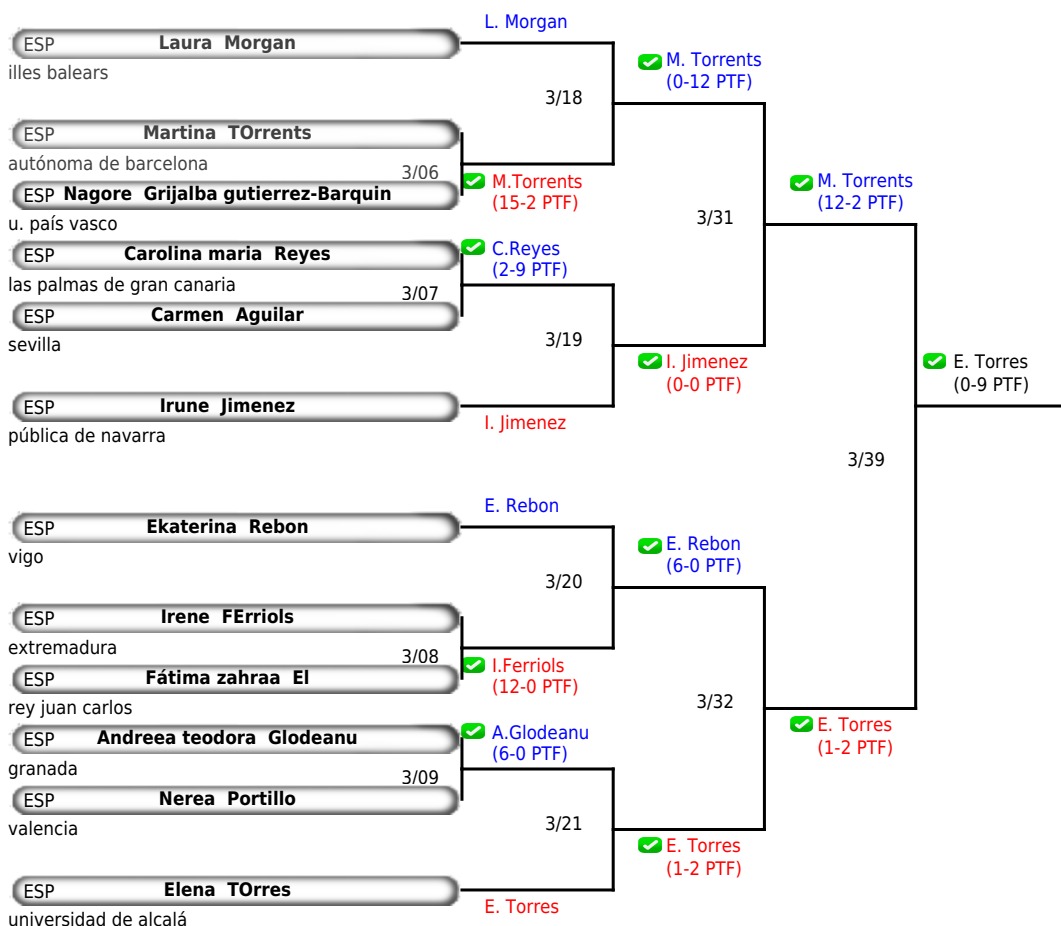 L. Morgan
ESP Laura Morgan
illes balears
M. Torrents
(0-12 PTF)
3/18
ESP Martina TOrrents
autónoma de barcelona
3/06
M.Torrents
(15-2 PTF)
ESP Nagore Grijalba gutierrez-Barquin
u. país vasco
M. Torrents
(12-2 PTF)
3/31
ESP Carolina maria Reyes
C.Reyes
(2-9 PTF)
las palmas de gran canaria
3/07
ESP Carmen Aguilar
sevilla
3/19
I. Jimenez
(0-0 PTF)
E. Torres
(0-9 PTF)
ESP Irune Jimenez
I. Jimenez
pública de navarra
3/39
E. Rebon
ESP Ekaterina Rebon
vigo
E. Rebon
(6-0 PTF)
3/20
ESP Irene FErriols
extremadura
3/08
I.Ferriols
(12-0 PTF)
ESP Fátima zahraa El
rey juan carlos
3/32
E. Torres
(1-2 PTF)
ESP Andreea teodora Glodeanu
A.Glodeanu
(6-0 PTF)
granada
3/09
ESP Nerea Portillo
valencia
3/21
E. Torres
(1-2 PTF)
ESP Elena TOrres
E. Torres
universidad de alcalá